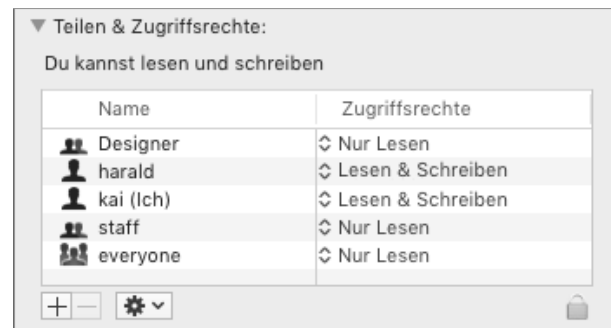 Teilen & Zugriffsrechte:
Du kannst lesen und schreiben
Name Zugriffsrechte
Designer Nur Lesen
harald Lesen & Schreiben
kai (Ich) Lesen & Schreiben
staff Nur Lesen
everyone Nur Lesen